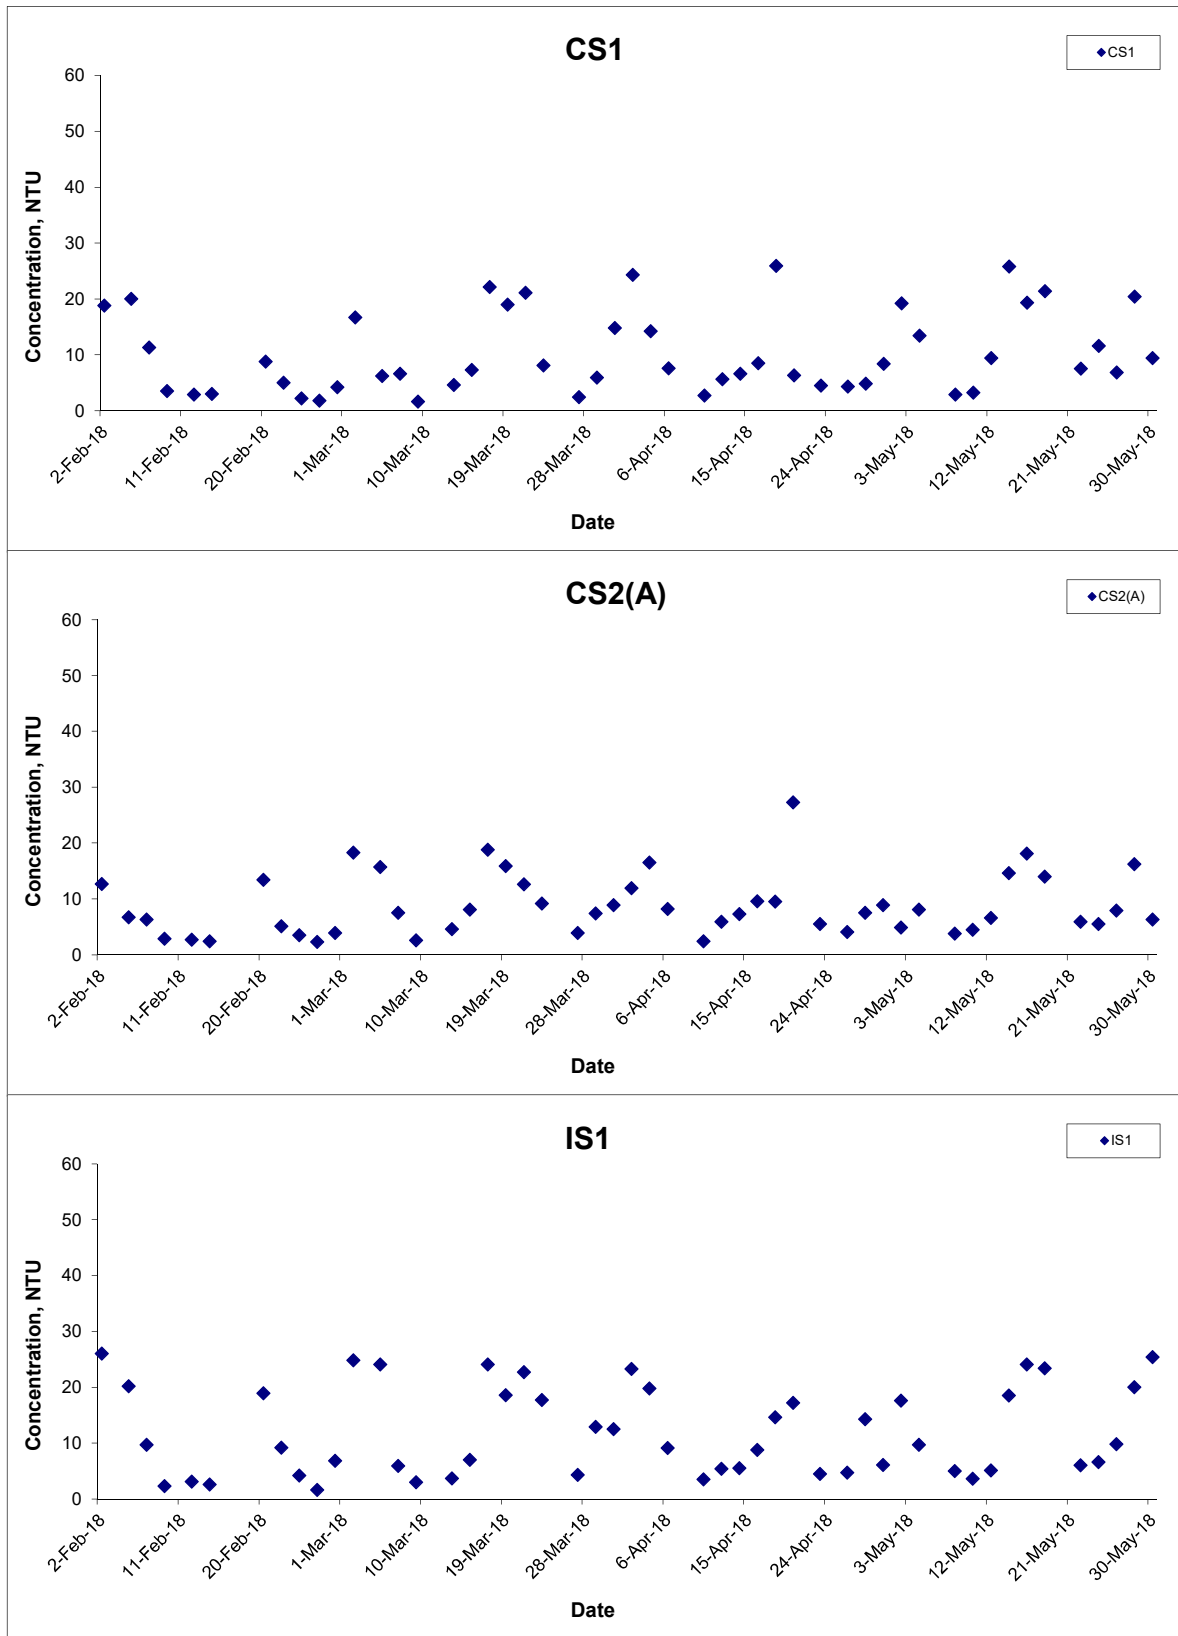 CS1
CS1
60
50
40
30
20
10
0
Concentration, NTU
2-Feb-18
11-Feb-18
20-Feb-18
1-Mar-18
10-Mar-18
19-Mar-18
28-Mar-18
6-Apr-18
15-Apr-18
24-Apr-18
3-May-18
12-May-18
21-May-18
30-May-18
Date
CS2(A)
CS2(A)
60
50
40
30
20
10
0
Concentration, NTU
2-Feb-18
11-Feb-18
20-Feb-18
1-Mar-18
10-Mar-18
19-Mar-18
28-Mar-18
6-Apr-18
15-Apr-18
24-Apr-18
3-May-18
12-May-18
21-May-18
30-May-18
Date
IS1
IS1
60
50
40
30
20
10
0
Concentration, NTU
2-Feb-18
11-Feb-18
20-Feb-18
1-Mar-18
10-Mar-18
19-Mar-18
28-Mar-18
6-Apr-18
15-Apr-18
24-Apr-18
3-May-18
12-May-18
21-May-18
30-May-18
Date